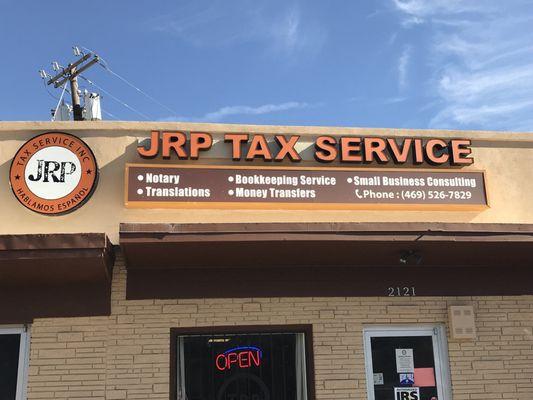 JRP TAX SERVICE
TAX SERVICE INC
JRP
HABLAMOS ESPAÑOL
• Notary • Bookkeeping Service • Small Business Consulting
• Translations • Money Transfers Phone : (469) 526-7829
2121
OPEN
IRS